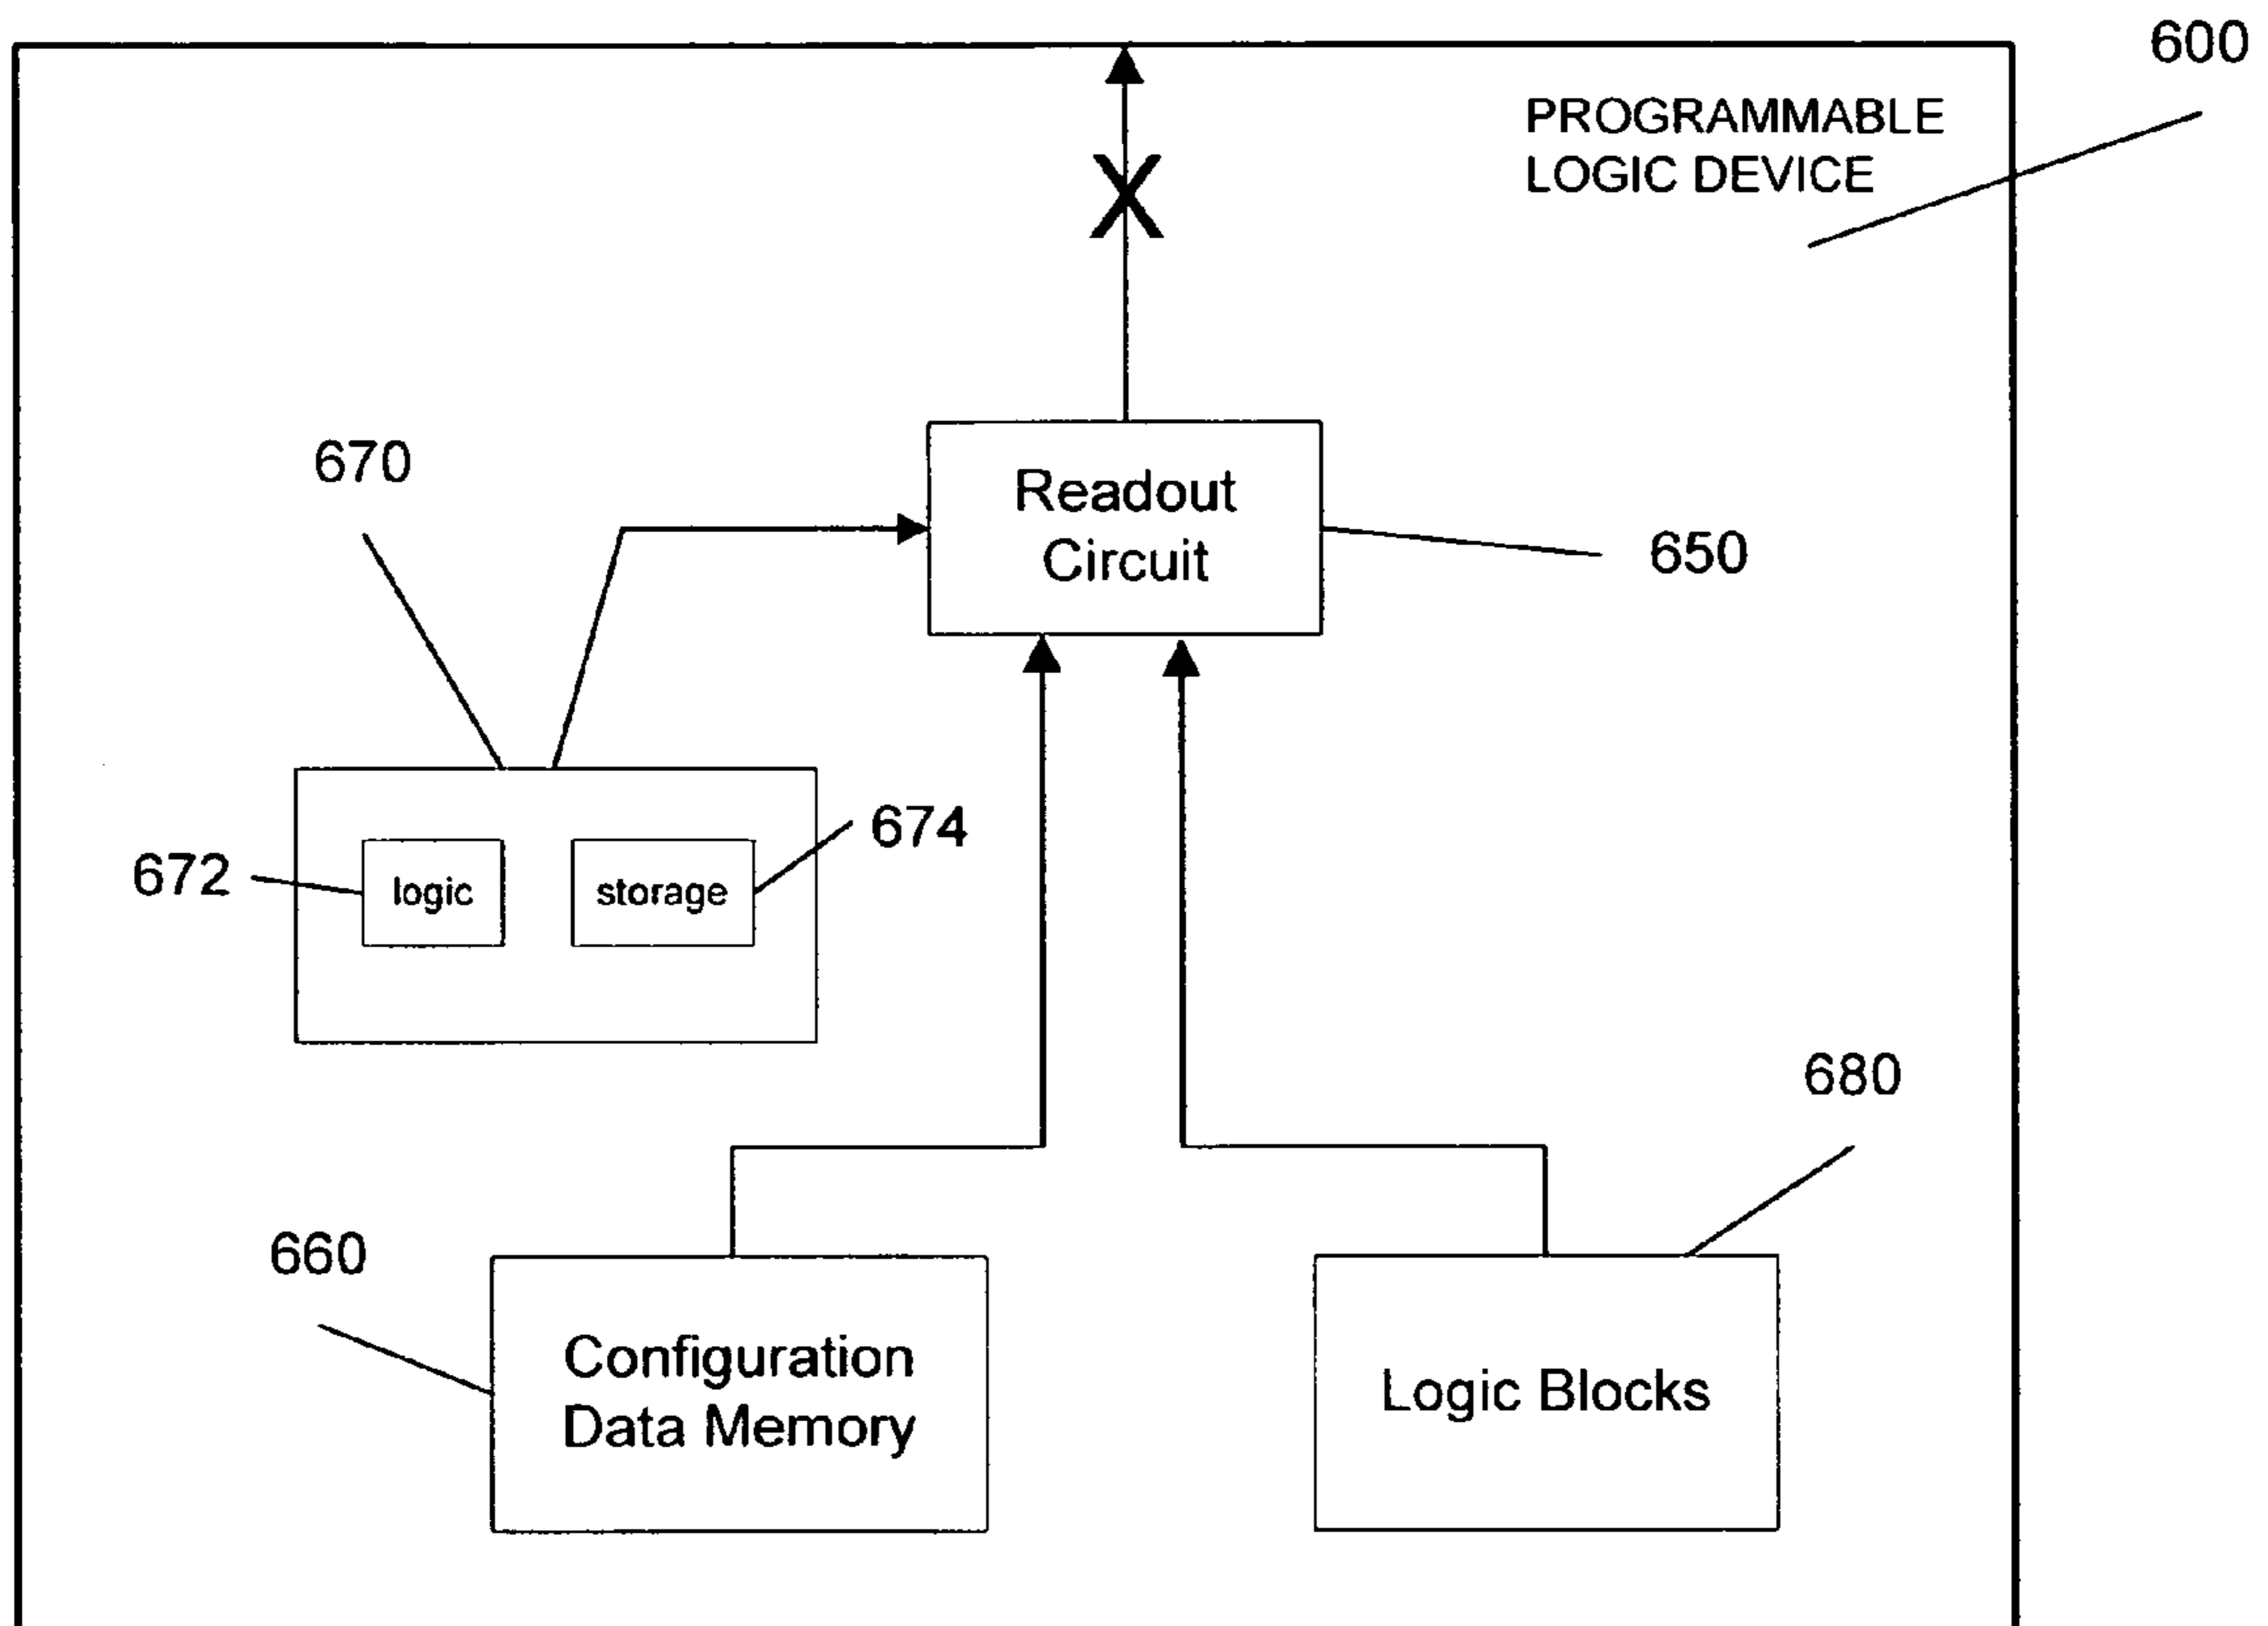 600
PROGRAMMABLE
LOGIC DEVICE
X
670
Readout
Circuit
650
674
672
logic
storage
680
660
Configuration
Data Memory
Logic Blocks